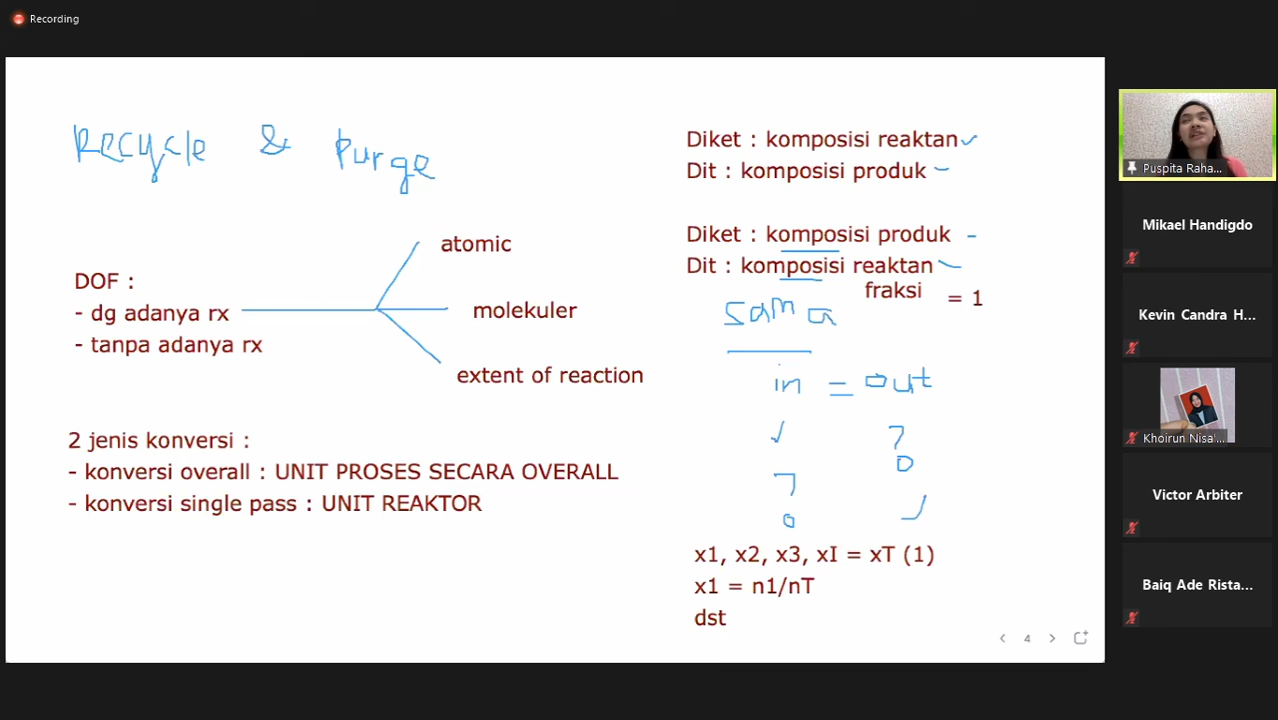 Recording
Recycle & Purge
DOF :
- dg adanya rx
- tanpa adanya rx
atomic
molekuler
extent of reaction
2 jenis konversi :
- konversi overall : UNIT PROSES SECARA OVERALL
- konversi single pass : UNIT REAKTOR
Diket : komposisi reaktan ✓
Dit : komposisi produk -
Diket : komposisi produk -
Dit : komposisi reaktan
fraksi = 1
sama
in = out
✓ ?
o
?
o ✓
x1, x2, x3, xI = xT (1)
x1 = n1/nT
dst
4
Puspita Raha...
Mikael Handigdo
Kevin Candra H...
Khoirun Nisa'...
Victor Arbiter
Baiq Ade Rista...